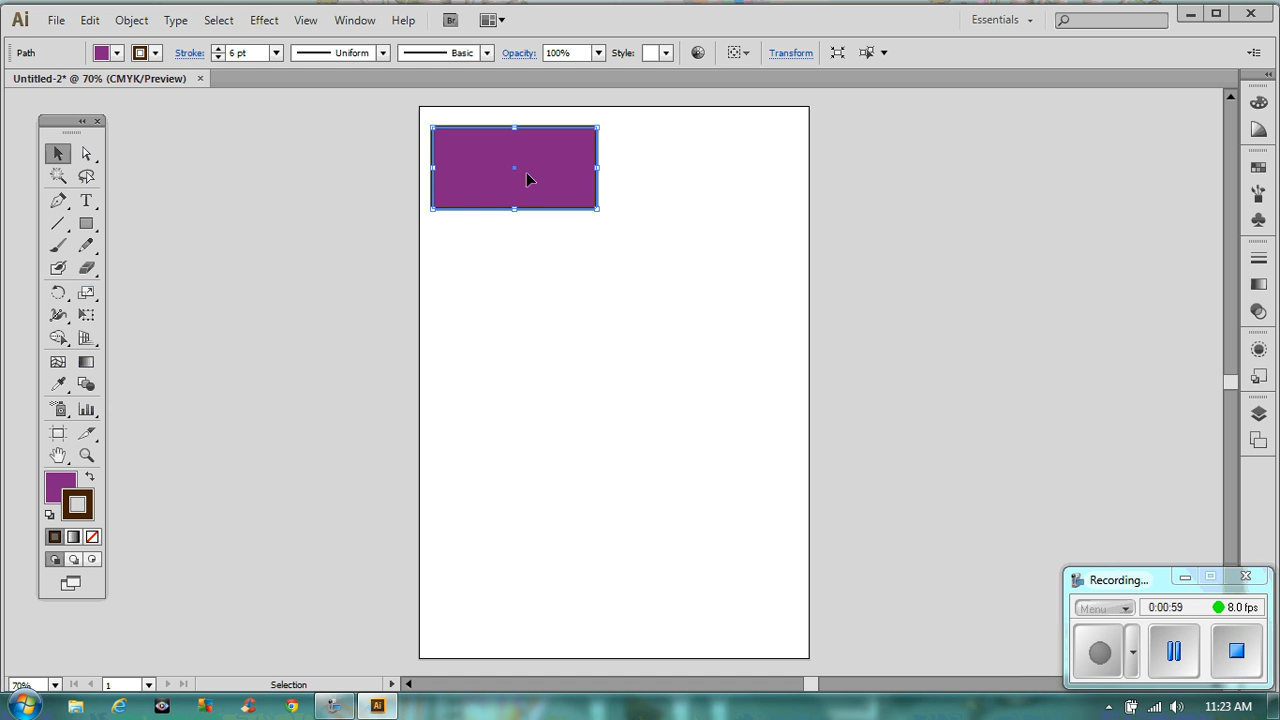 Ai File Edit Object Type Select Effect View Window Help Br Essentials
Path Stroke: 6 pt Uniform Basic Opacity: 100% Style: Transform
Untitled-2* @ 70% (CMYK/Preview) ×
T
Recording...
Menu 0:00:59 8.0 fps
70% 1 Selection
Ai 11:23 AM